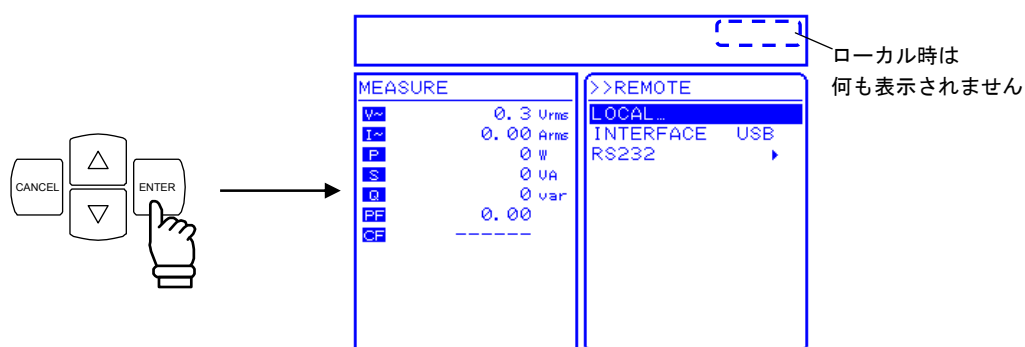 ローカル時は
何も表示されません
MEASURE
V~ 0.3 Vrms
I~ 0.00 Arms
P 0 W
S 0 VA
Q 0 var
PF 0.00
CF ------
>>REMOTE
LOCAL…
INTERFACE USB
RS232
CANCEL
ENTER